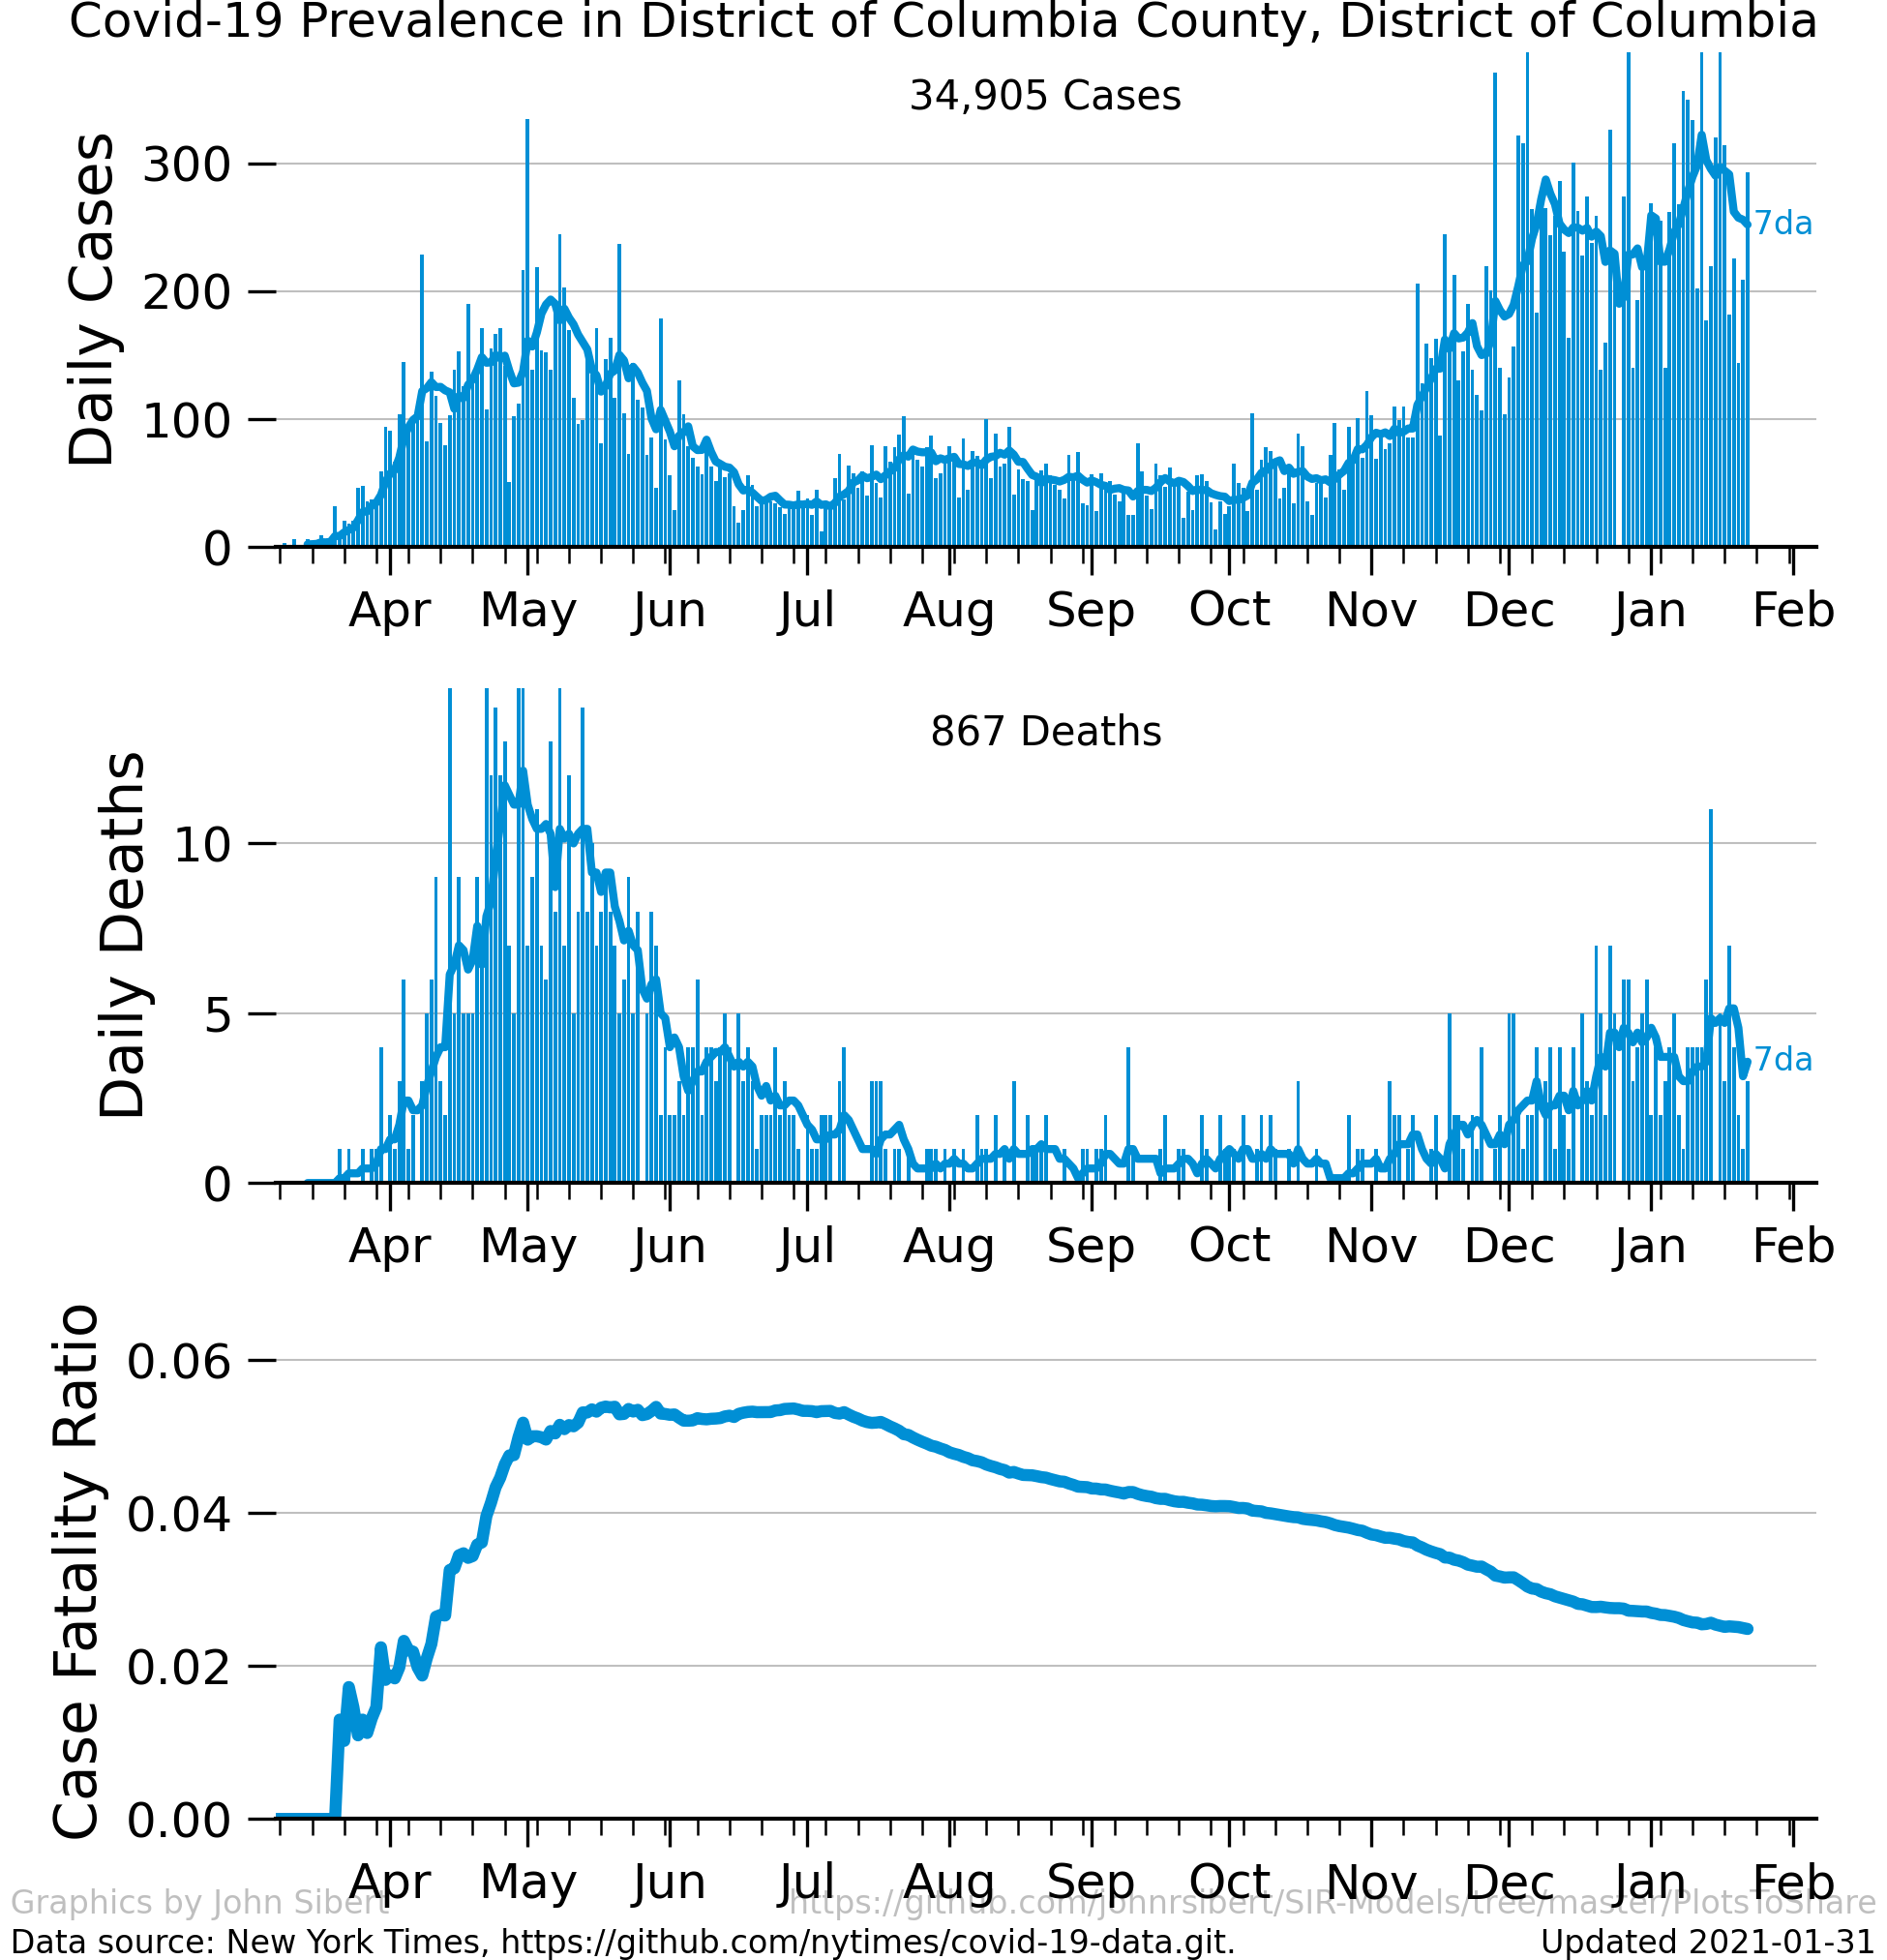 Covid-19 Prevalence in District of Columbia County, District of Columbia
34,905 Cases
Daily Cases
300
200
100
0
7da
Apr May Jun Jul Aug Sep Oct Nov Dec Jan Feb
867 Deaths
Daily Deaths
10
5
0
7da
Apr May Jun Jul Aug Sep Oct Nov Dec Jan Feb
Case Fatality Ratio
0.06
0.04
0.02
0.00
Apr May Jun Jul Aug Sep Oct Nov Dec Jan Feb
Graphics by John Sibert https://github.com/johnrsibert/SIR-Models/tree/master/PlotsToShare
Data source: New York Times, https://github.com/nytimes/covid-19-data.git. Updated 2021-01-31